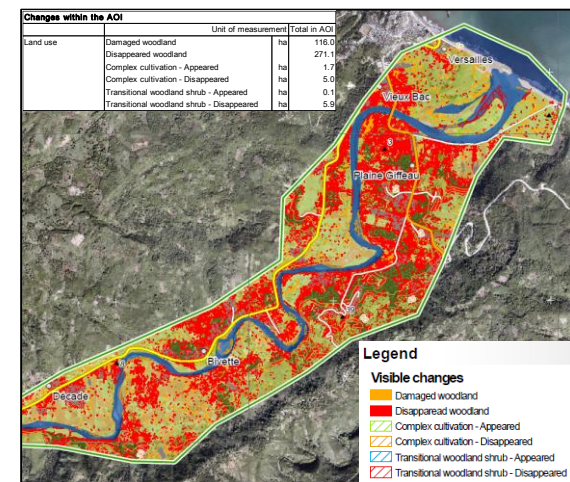 Changes within the AOI
Unit of measurement Total in AOI
Land use Damaged woodland ha 116.0
Disappeared woodland ha 271.1
Complex cultivation - Appeared ha 1.7
Complex cultivation - Disappeared ha 5.0
Transitional woodland shrub - Appeared ha 0.1
Transitional woodland shrub - Disappeared ha 5.9
Versailles
Vieux Bac
3
Plaine Giffeau
Bivette
Décade
Legend
Visible changes
Damaged woodland
Disapparead woodland
Complex cultivation - Appeared
Complex cultivation - Disappeared
Transitional woodland shrub - Appeared
Transitional woodland shrub - Disappeared